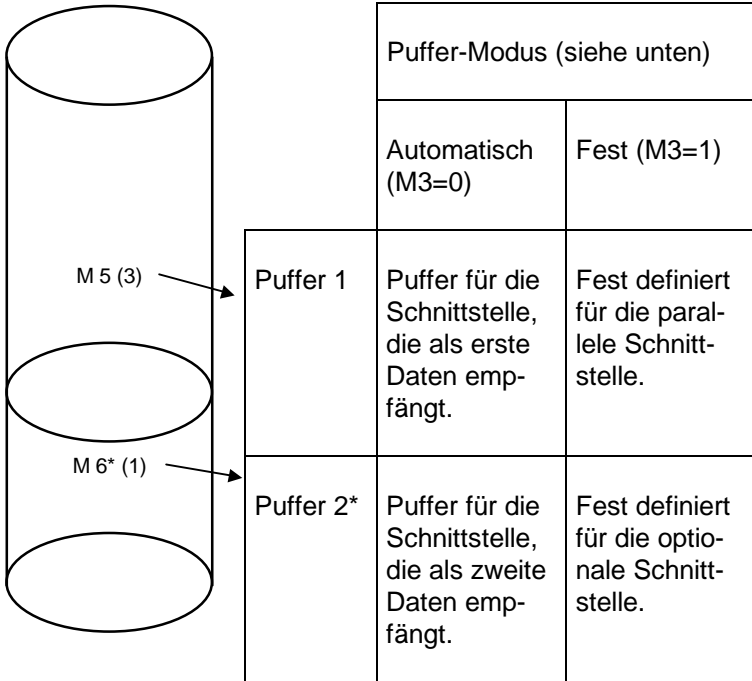 Puffer-Modus (siehe unten)
Automatisch
(M3=0)
Fest (M3=1)
M 5 (3)
Puffer 1
Puffer für die
Schnittstelle,
die als erste
Daten emp-
fängt.
Fest definiert
für die paral-
lele Schnitt-
stelle.
M 6* (1)
Puffer 2*
Puffer für die
Schnittstelle,
die als zweite
Daten emp-
fängt.
Fest definiert
für die optio-
nale Schnitt-
stelle.